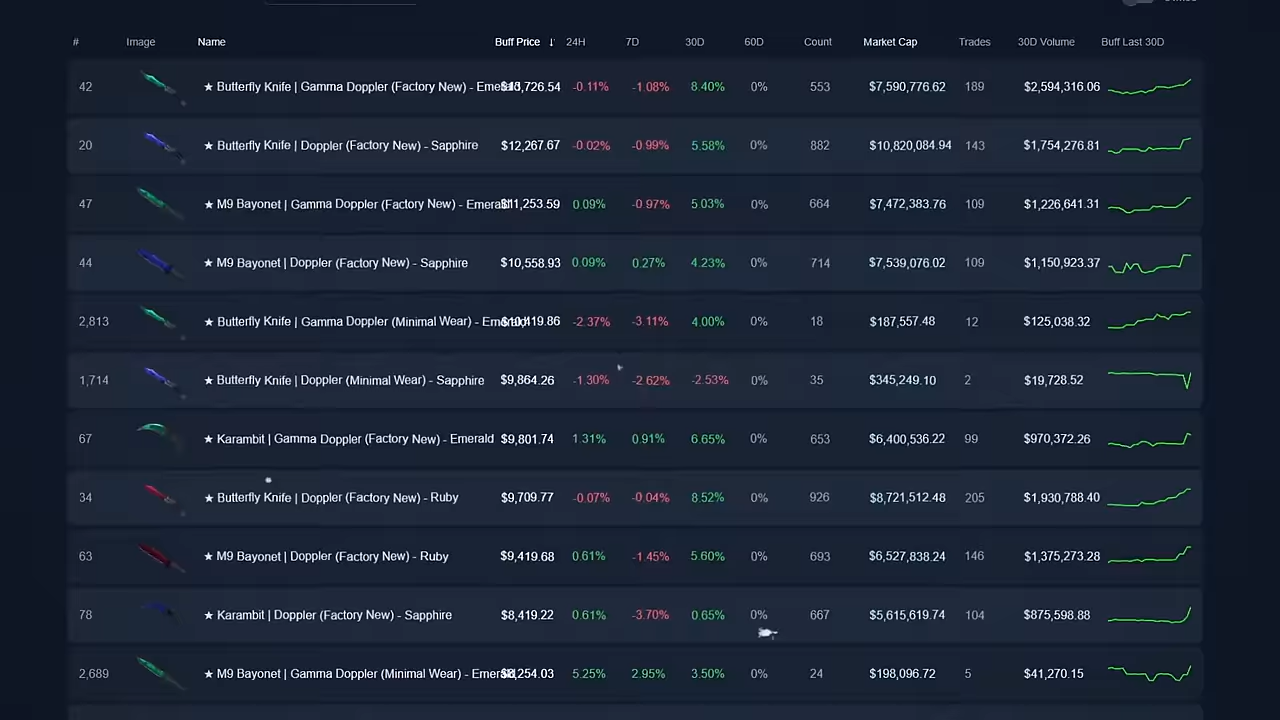 # Image Name Buff Price 24H 7D 30D 60D Count Market Cap Trades 30D Volume Buff Last 30D
42 ★ Butterfly Knife | Gamma Doppler (Factory New) - -0.11% -1.08% 8.40% 0% 553 $7,590,776.62 189 $2,594,316.06
20 ★ Butterfly Knife | Doppler (Factory New) - Sapphire $12,267.67 -0.02% -0.99% 5.58% 0% 882 $10,820,084.94 143 $1,754,276.81
47 ★ M9 Bayonet | Gamma Doppler (Factory New) - Emerald $11,253.59 0.09% -0.97% 5.03% 0% 664 $7,472,383.76 109 $1,226,641.31
44 ★ M9 Bayonet | Doppler (Factory New) - Sapphire $10,558.93 0.09% 0.27% 4.23% 0% 714 $7,539,076.02 109 $1,150,923.37
2,813 ★ Butterfly Knife | Gamma Doppler (Minimal Wear) - Emerald $10,419.86 -2.37% -3.11% 4.00% 0% 18 $187,557.48 12 $125,038.32
1,714 ★ Butterfly Knife | Doppler (Minimal Wear) - Sapphire $9,864.26 -1.30% -2.62% -2.53% 0% 35 $345,249.10 2 $19,728.52
67 ★ Karambit | Gamma Doppler (Factory New) - Emerald $9,801.74 1.31% 0.91% 6.65% 0% 653 $6,400,536.22 99 $970,372.26
34 ★ Butterfly Knife | Doppler (Factory New) - Ruby $9,709.77 -0.07% -0.04% 8.52% 0% 926 $8,721,512.48 205 $1,930,788.40
63 ★ M9 Bayonet | Doppler (Factory New) - Ruby $9,419.68 0.61% -1.45% 5.60% 0% 693 $6,527,838.24 146 $1,375,273.28
78 ★ Karambit | Doppler (Factory New) - Sapphire $8,419.22 0.61% -3.70% 0.65% 0% 667 $5,615,619.74 104 $875,598.88
2,689 ★ M9 Bayonet | Gamma Doppler (Minimal Wear) - Emerald $8,254.03 5.25% 2.95% 3.50% 0% 24 $198,096.72 5 $41,270.15